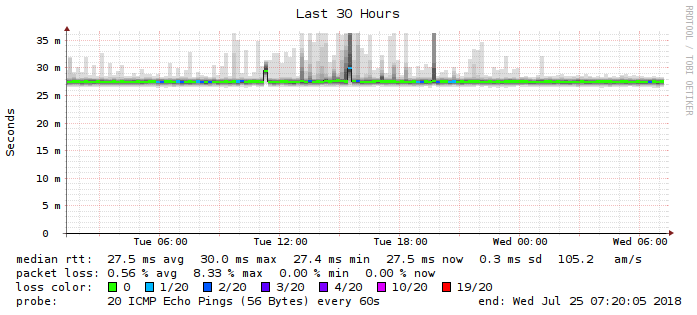 Last 30 Hours
RRDTOOL / TOBI OETIKER
Seconds
35 m
30 m
25 m
20 m
15 m
10 m
5 m
0
Tue 06:00 Tue 12:00 Tue 18:00 Wed 00:00 Wed 06:00
median rtt: 27.5 ms avg 30.0 ms max 27.4 ms min 27.5 ms now 0.3 ms sd 105.2 am/s
packet loss: 0.56 % avg 8.33 % max 0.00 % min 0.00 % now
loss color: 0 1/20 2/20 3/20 4/20 10/20 19/20
probe: 20 ICMP Echo Pings (56 Bytes) every 60s end: Wed Jul 25 07:20:05 2018